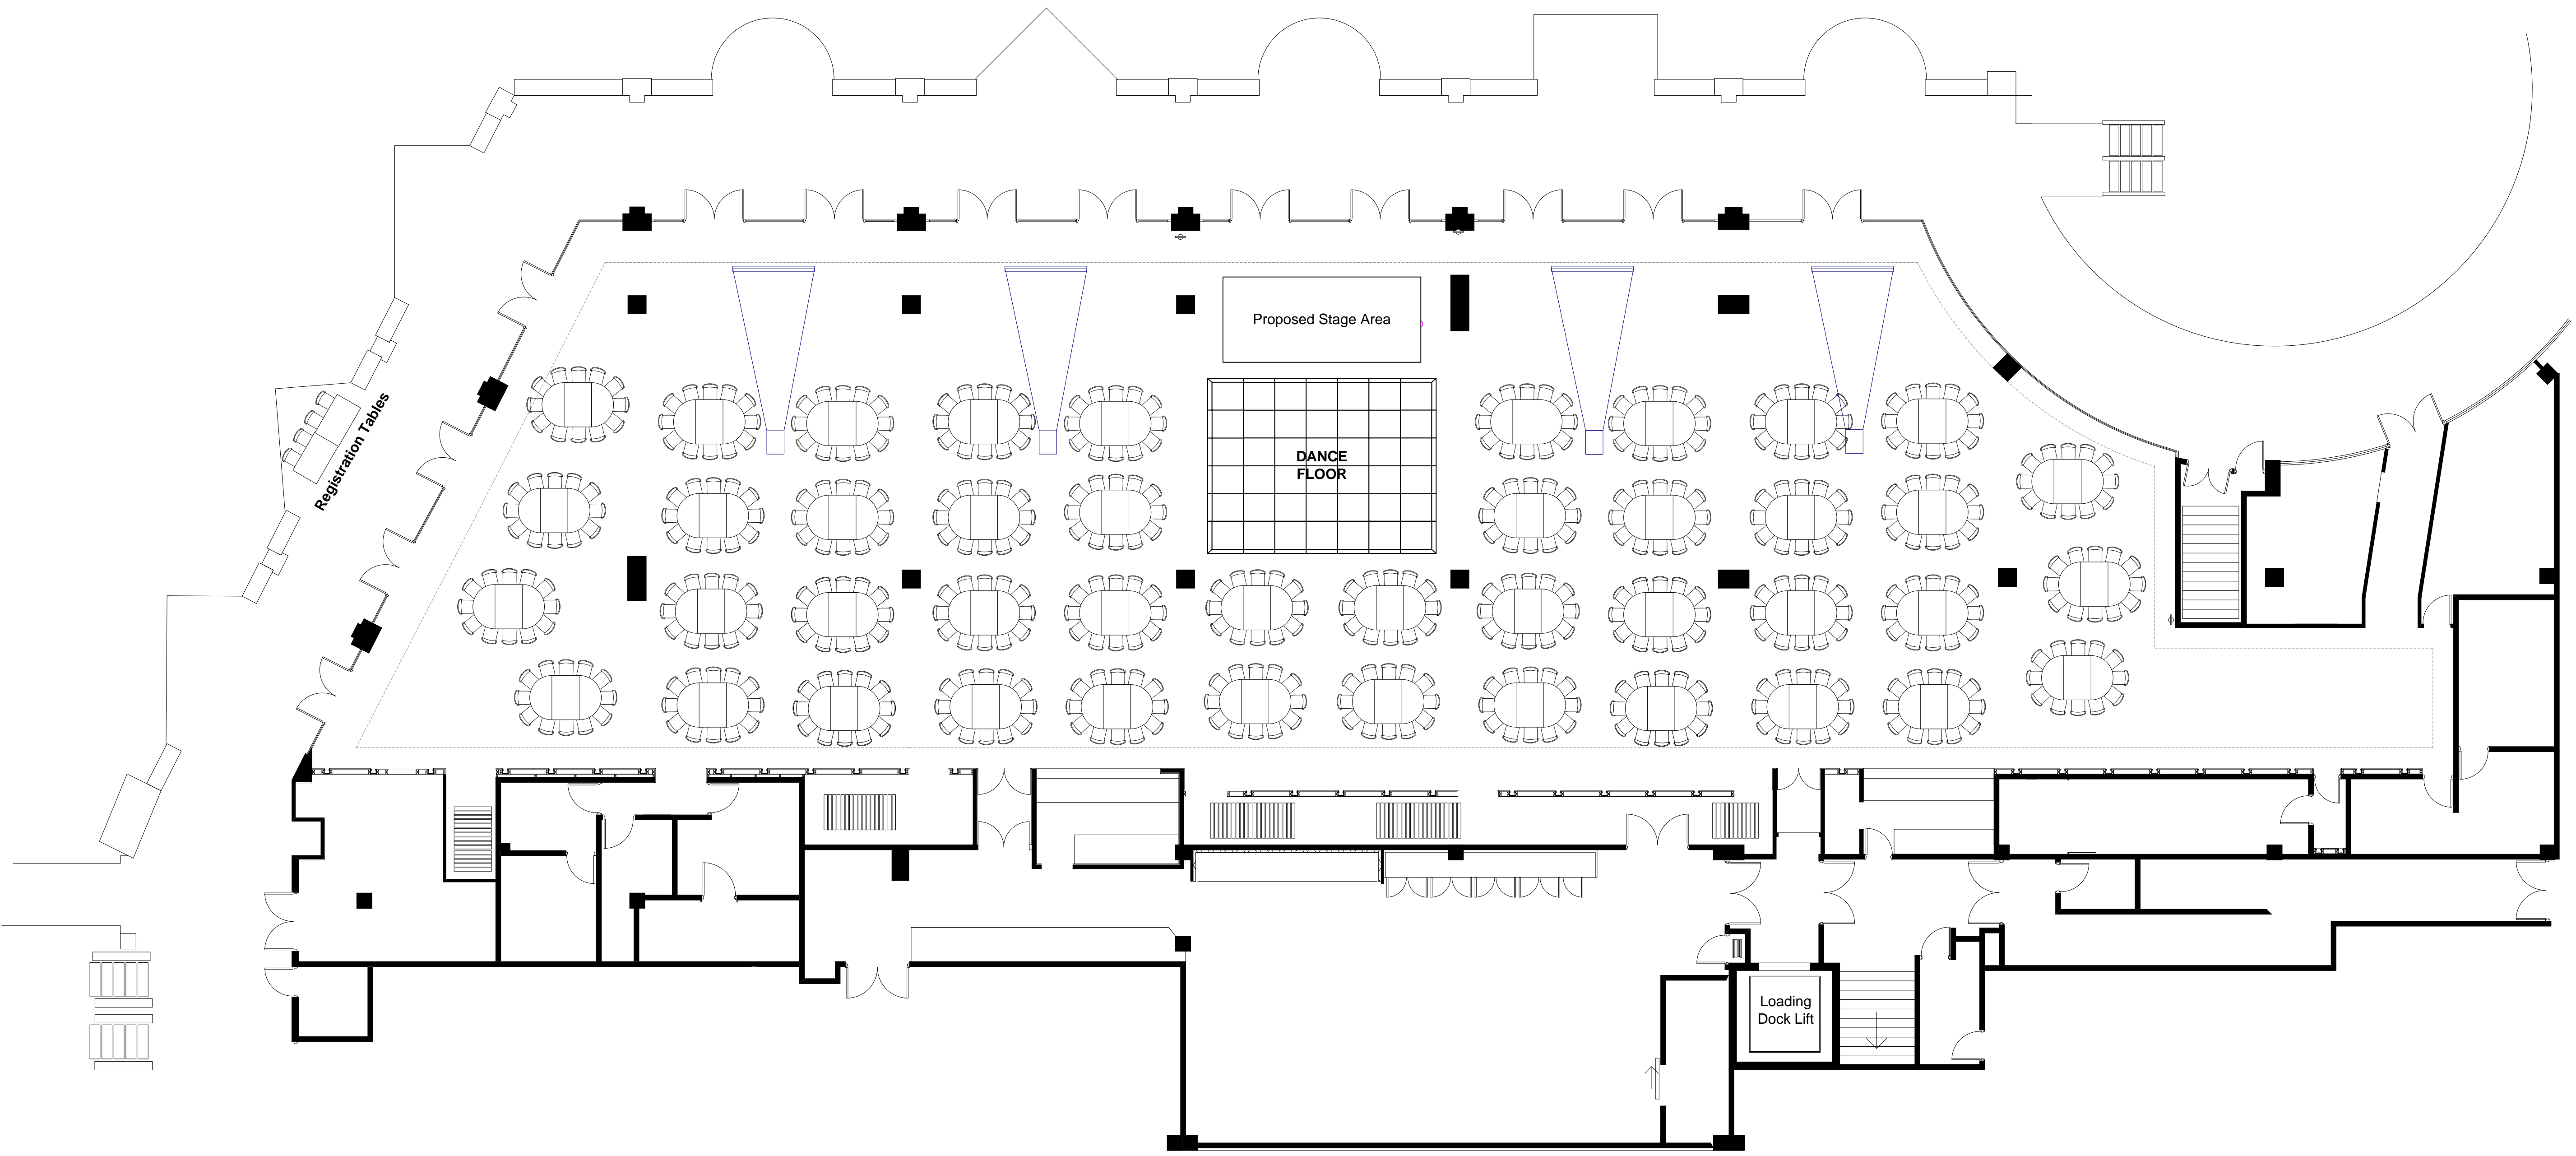 Proposed Stage Area
DANCE
FLOOR
Registration Tables
Loading
Dock Lift